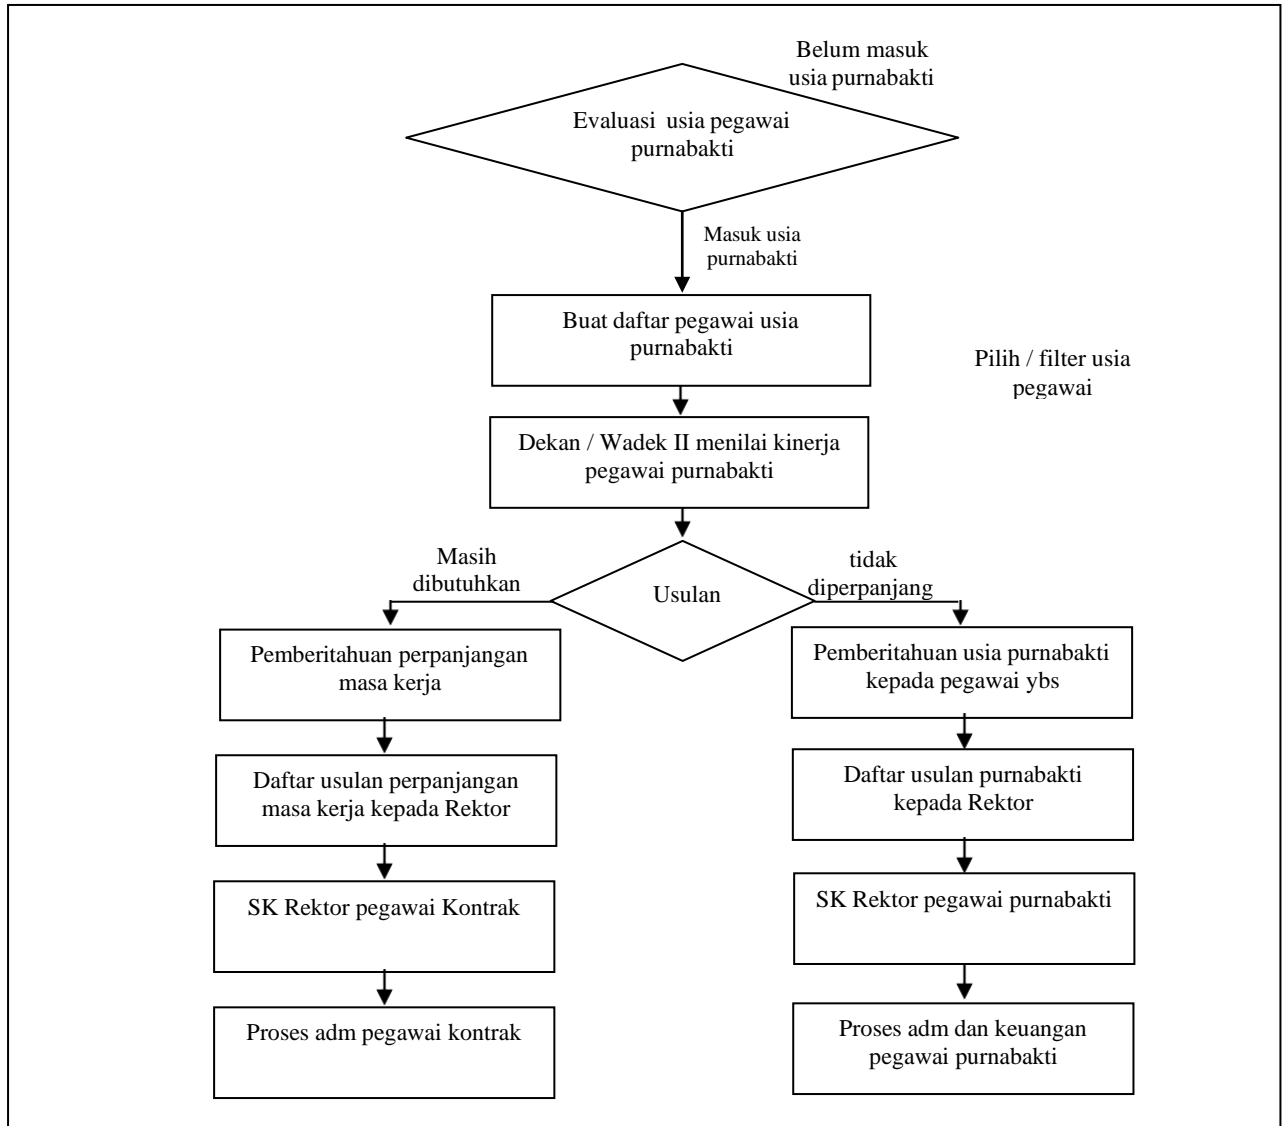 Belum masuk
usia purnabakti
Evaluasi usia pegawai
purnabakti
Masuk usia
purnabakti
Buat daftar pegawai usia
purnabakti
Pilih / filter usia
pegawai
Dekan / Wadek II menilai kinerja
pegawai purnabakti
Masih
dibutuhkan
Usulan
tidak
diperpanjang
Pemberitahuan perpanjangan
masa kerja
Pemberitahuan usia purnabakti
kepada pegawai ybs
Daftar usulan perpanjangan
masa kerja kepada Rektor
Daftar usulan purnabakti
kepada Rektor
SK Rektor pegawai Kontrak
SK Rektor pegawai purnabakti
Proses adm pegawai kontrak
Proses adm dan keuangan
pegawai purnabakti